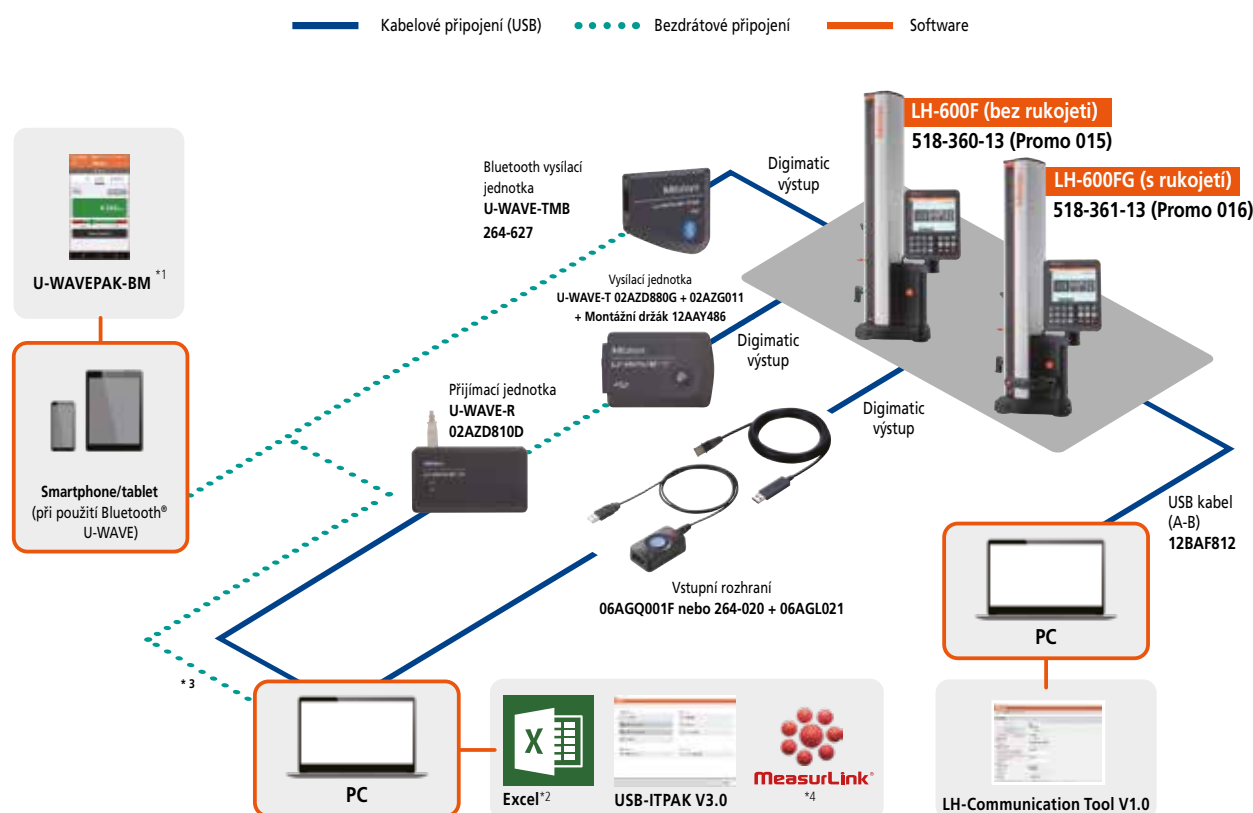 Kabelové připojení (USB)
Bezdrátové připojení
Software
LH-600F (bez rukojeti)
518-360-13 (Promo 015)
LH-600FG (s rukojetí)
518-361-13 (Promo 016)
Bluetooth vysílací
jednotka
U-WAVE-TMB
264-627
Digimatic
výstup
U-WAVEPAK-BM *1
Vysílací jednotka
U-WAVE-T 02AZD880G + 02AZG011
+ Montážní držák 12AAY486
Digimatic
výstup
Mitutoyo
U-WAVE-T
Přijímací jednotka
U-WAVE-R
02AZD810D
Digimatic
výstup
Smartphone/tablet
(při použití Bluetooth®
U-WAVE)
USB kabel
(A-B)
12BAF812
Vstupní rozhraní
06AGQ001F nebo 264-020 + 06AGL021
PC
* 3
PC
Excel*2
USB-ITPAK V3.0
MeasurLink®
*4
LH-Communication Tool V1.0